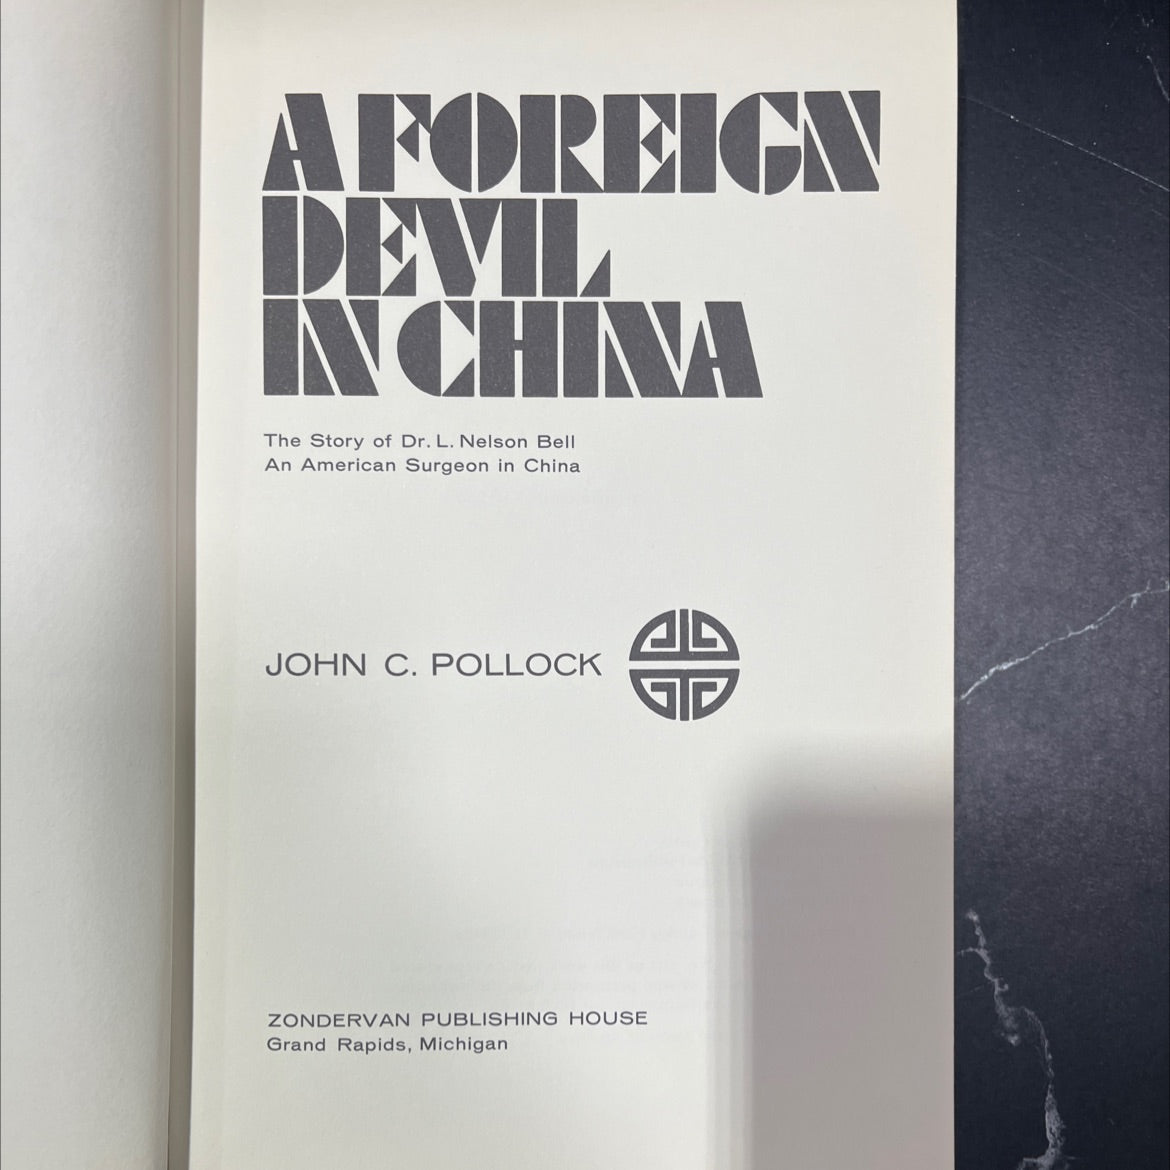 A FOREIGN
DEVIL
IN CHINA
The Story of Dr. L. Nelson Bell
An American Surgeon in China
JOHN C. POLLOCK
ZONDERVAN PUBLISHING HOUSE
Grand Rapids, Michigan